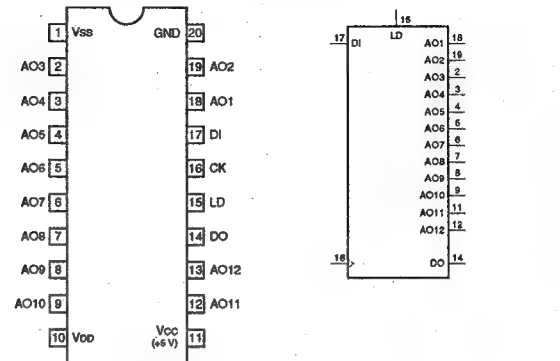 1 Vss GND 20
AO3 2 19 AO2
AO4 3 18 AO1
AO5 4 17 DI
AO6 5 16 CK
AO7 6 15 LD
AO8 7 14 DO
AO9 8 13 AO12
AO10 9 12 AO11
10 VDD VCC 11
(+5 V)
15
LD
17 DI AO1 18
AO2 19
AO3 2
AO4 3
AO5 4
AO6 5
AO7 6
AO8 7
AO9 8
AO10 9
AO11 11
AO12 12
16 DO 14